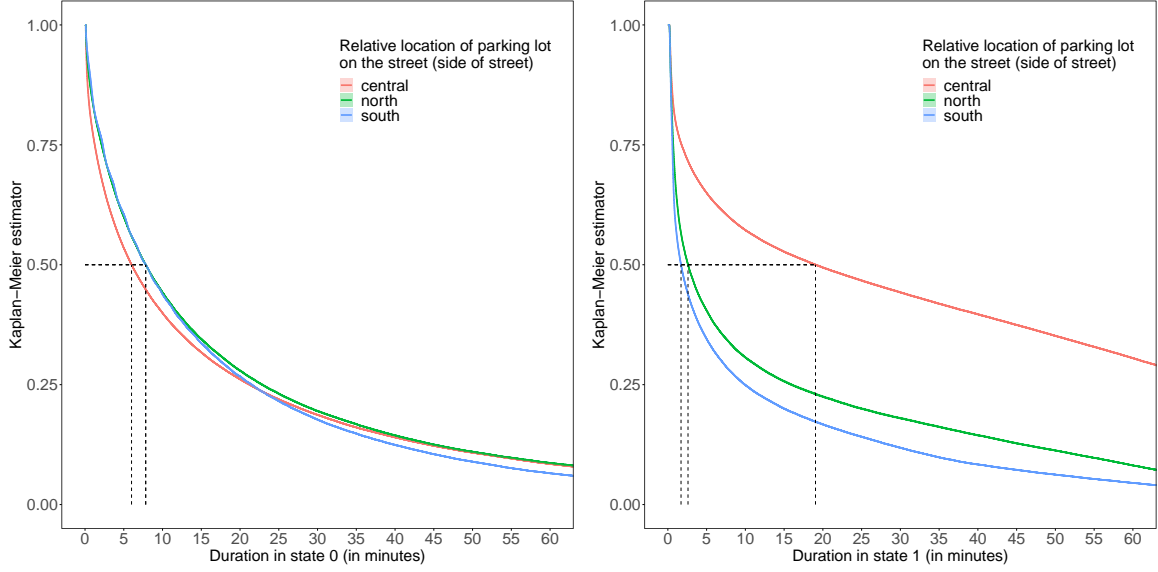 Kaplan−Meier estimator
1.00
0.75
0.50
0.25
0.00
Relative location of parking lot
on the street (side of street)
central
north
south
0 5 10 15 20 25 30 35 40 45 50 55 60
Duration in state 0 (in minutes)
Kaplan−Meier estimator
1.00
0.75
0.50
0.25
0.00
Relative location of parking lot
on the street (side of street)
central
north
south
0 5 10 15 20 25 30 35 40 45 50 55 60
Duration in state 1 (in minutes)